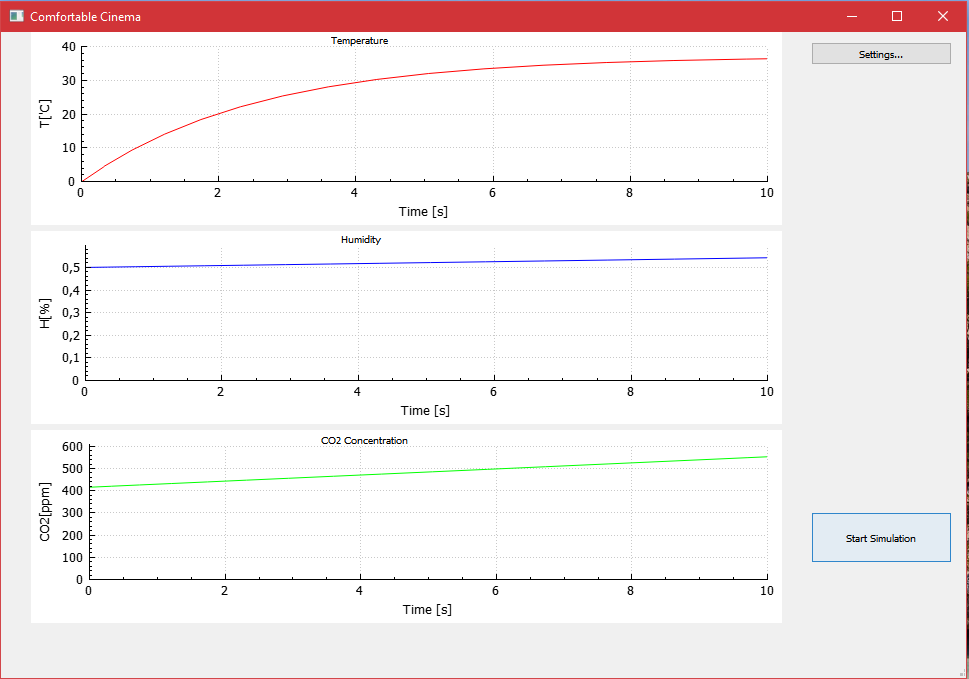 Comfortable Cinema
Temperature
Settings...
40
30
20
10
0
T['C]
0 2 4 6 8 10
Time [s]
Humidity
0,5
0,4
0,3
0,2
0,1
0
H[%]
0 2 4 6 8 10
Time [s]
CO2 Concentration
600
500
400
300
200
100
0
CO2[ppm]
0 2 4 6 8 10
Time [s]
Start Simulation